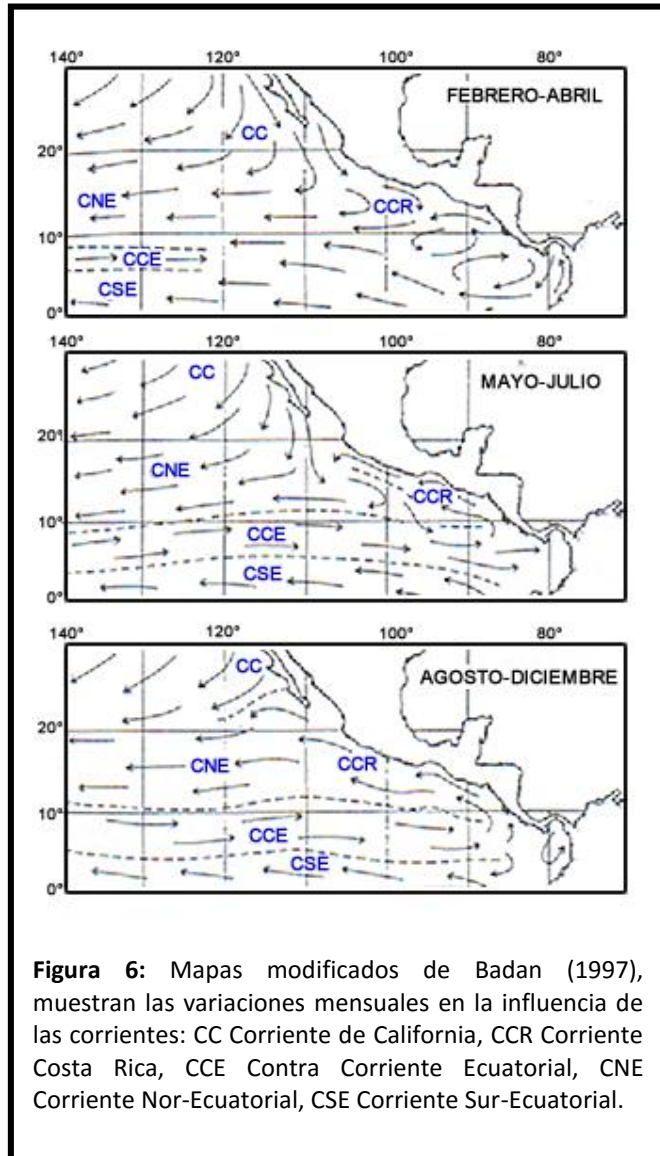 140° 120° 100° 80°
FEBRERO-ABRIL
CC
20°
CNE
CCR
10°
CCE
CSE
0°
140° 120° 100° 80°
CC
MAYO-JULIO
20°
CNE
CCR
10°
CCE
CSE
0°
140° 120° 100° 80°
CC
AGOSTO-DICIEMBRE
20°
CNE
CCR
10°
CCE
CSE
0°
Figura 6: Mapas modificados de Badan (1997),
muestran las variaciones mensuales en la influencia de
las corrientes: CC Corriente de California, CCR Corriente
Costa Rica, CCE Contra Corriente Ecuatorial, CNE
Corriente Nor-Ecuatorial, CSE Corriente Sur-Ecuatorial.